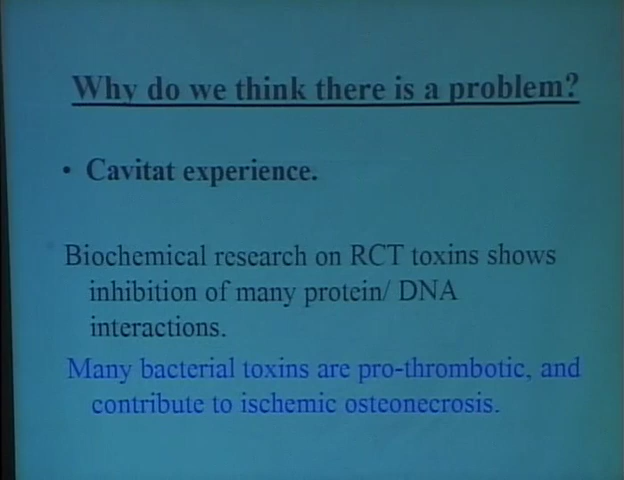 Why do we think there is a problem?
• Cavitat experience.
Biochemical research on RCT toxins shows
inhibition of many protein/ DNA
interactions.
Many bacterial toxins are pro-thrombotic, and
contribute to ischemic osteonecrosis.